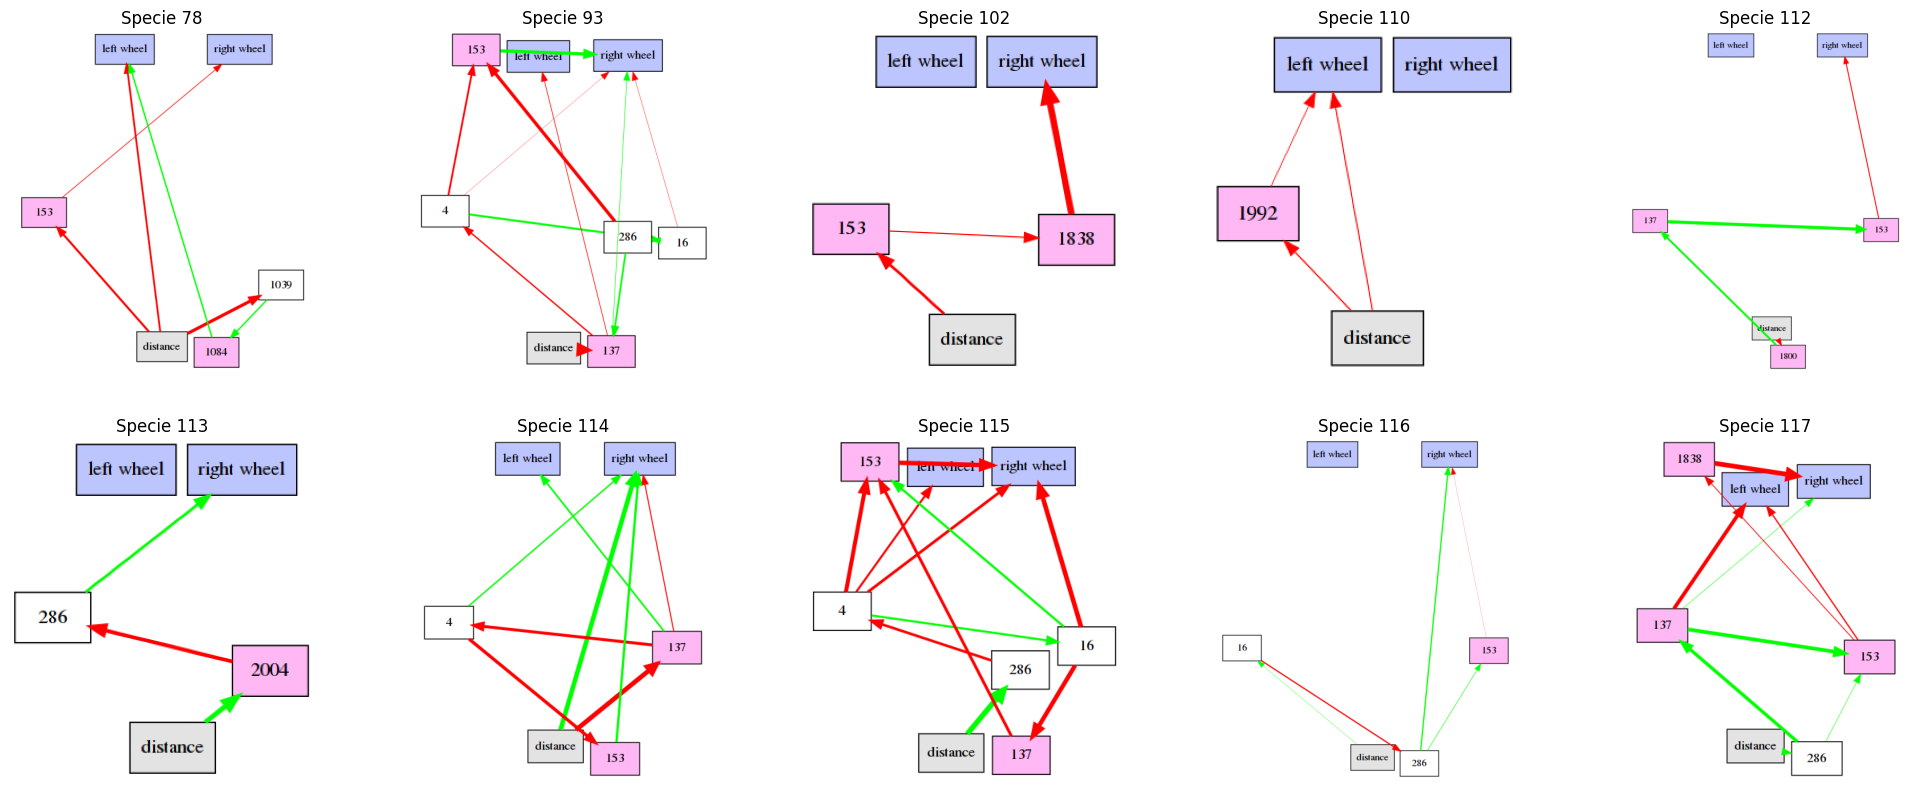 Specie 78
left wheel
right wheel
153
1039
distance
1084
Specie 93
153
left wheel
right wheel
4
286
16
distance
137
Specie 102
left wheel
right wheel
153
1838
distance
Specie 110
left wheel
right wheel
1992
distance
Specie 112
left wheel
right wheel
137
153
distance
1800
Specie 113
left wheel
right wheel
286
2004
distance
Specie 114
left wheel
right wheel
4
137
distance
153
Specie 115
153
left wheel
right wheel
4
16
286
distance
137
Specie 116
left wheel
right wheel
16
153
distance
286
Specie 117
1838
left wheel
right wheel
137
153
distance
286